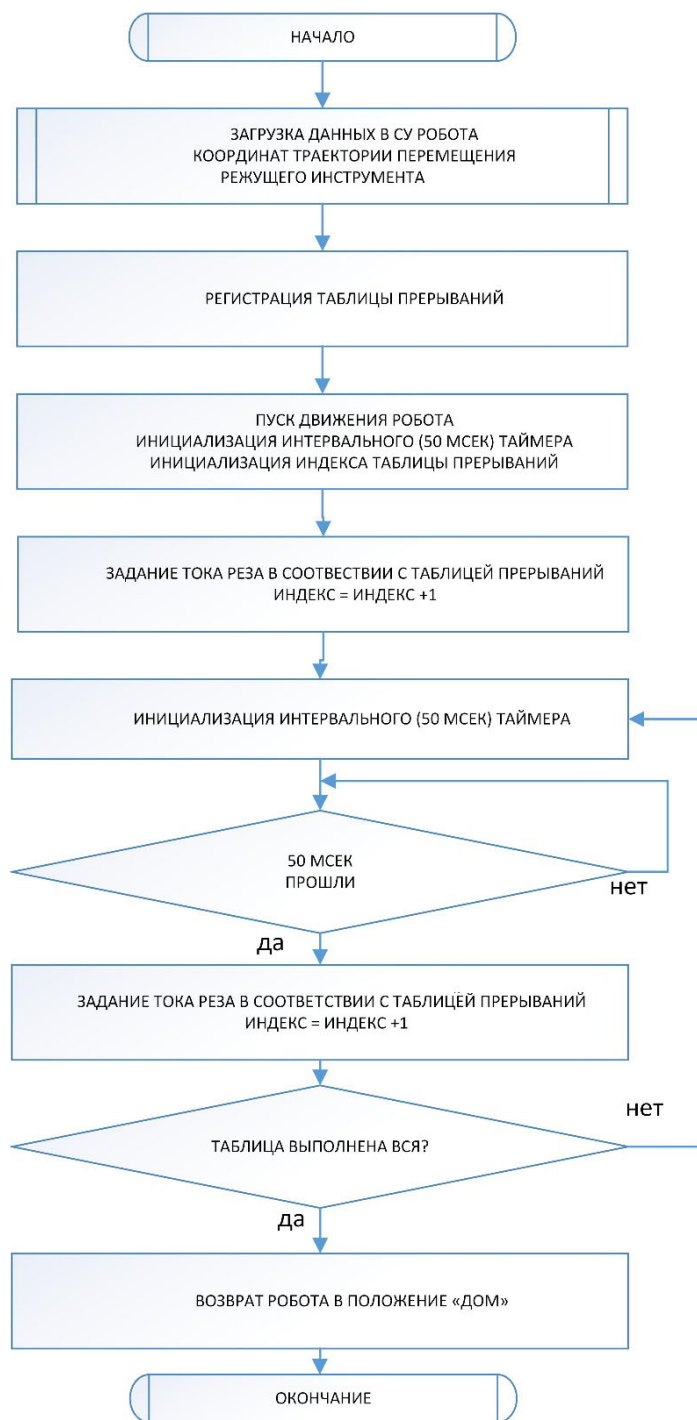 НАЧАЛО
ЗАГРУЗКА ДАННЫХ В СУ РОБОТА
КООРДИНАТ ТРАЕКТОРИИ ПЕРЕМЕЩЕНИЯ
РЕЖУЩЕГО ИНСТРУМЕНТА
РЕГИСТРАЦИЯ ТАБЛИЦЫ ПРЕРЫВАНИЙ
ПУСК ДВИЖЕНИЯ РОБОТА
ИНИЦИАЛИЗАЦИЯ ИНТЕРВАЛЬНОГО (50 МСЕК) ТАЙМЕРА
ИНИЦИАЛИЗАЦИЯ ИНДЕКСА ТАБЛИЦЫ ПРЕРЫВАНИЙ
ЗАДАНИЕ ТОКА РЕЗА В СООТВЕСТВИИ С ТАБЛИЦЕЙ ПРЕРЫВАНИЙ
ИНДЕКС = ИНДЕКС +1
ИНИЦИАЛИЗАЦИЯ ИНТЕРВАЛЬНОГО (50 МСЕК) ТАЙМЕРА
50 МСЕК
ПРОШЛИ
нет
да
ЗАДАНИЕ ТОКА РЕЗА В СООТВЕТСТВИИ С ТАБЛИЦЕЙ ПРЕРЫВАНИЙ
ИНДЕКС = ИНДЕКС +1
нет
ТАБЛИЦА ВЫПОЛНЕНА ВСЯ?
да
ВОЗВРАТ РОБОТА В ПОЛОЖЕНИЕ «ДОМ»
ОКОНЧАНИЕ